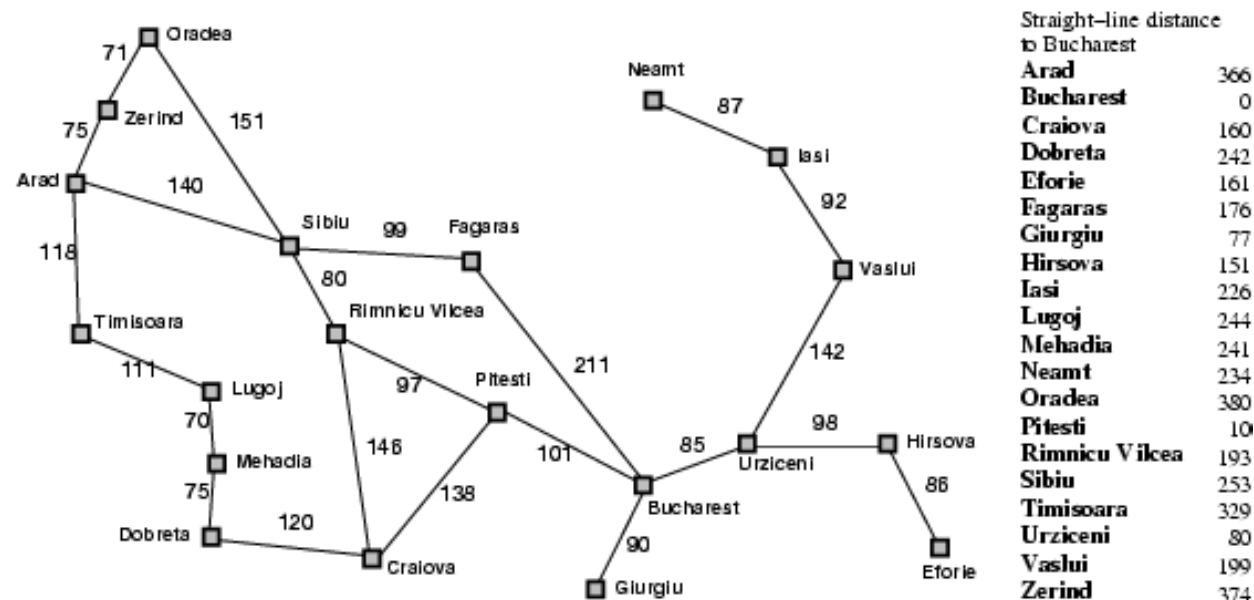 Oradea
71
Neamt
87
Zerind
151
75
Iasi
Arad
140
92
Sibiu
99
Fagaras
118
80
Vaslui
Timisoara
Rimnicu Vilcea
111
142
211
Lugoj
97
Pitesti
70
98
Hirsova
146
85
Mehadia
101
Urziceni
75
138
86
120
Bucharest
Dobreta
90
Craiova
Eforie
Giurgiu
Straight–line distance
to Bucharest
Arad 366
Bucharest 0
Craiova 160
Dobreta 242
Eforie 161
Fagaras 176
Giurgiu 77
Hirsova 151
Iasi 226
Lugoj 244
Mehadia 241
Neamt 234
Oradea 380
Pitesti 10
Rimnicu Vilcea 193
Sibiu 253
Timisoara 329
Urziceni 80
Vaslui 199
Zerind 374